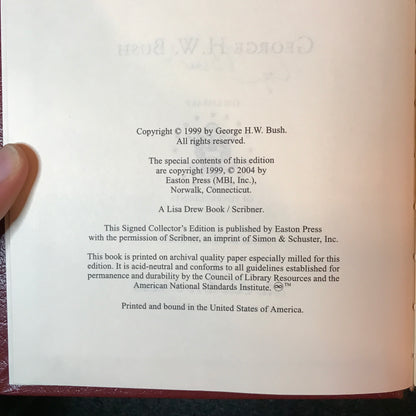 Copyright © 1999 by George H.W. Bush.
All rights reserved.
The special contents of this edition
are copyright 1999, © 2004 by
Easton Press (MBI, Inc.),
Norwalk, Connecticut.
A Lisa Drew Book / Scribner.
This Signed Collector's Edition is published by Easton Press
with the permission of Scribner, an imprint of Simon & Schuster, Inc.
This book is printed on archival quality paper especially milled for this
edition. It is acid-neutral and conforms to all guidelines established for
permanence and durability by the Council of Library Resources and the
American National Standards Institute. ♾™
Printed and bound in the United States of America.